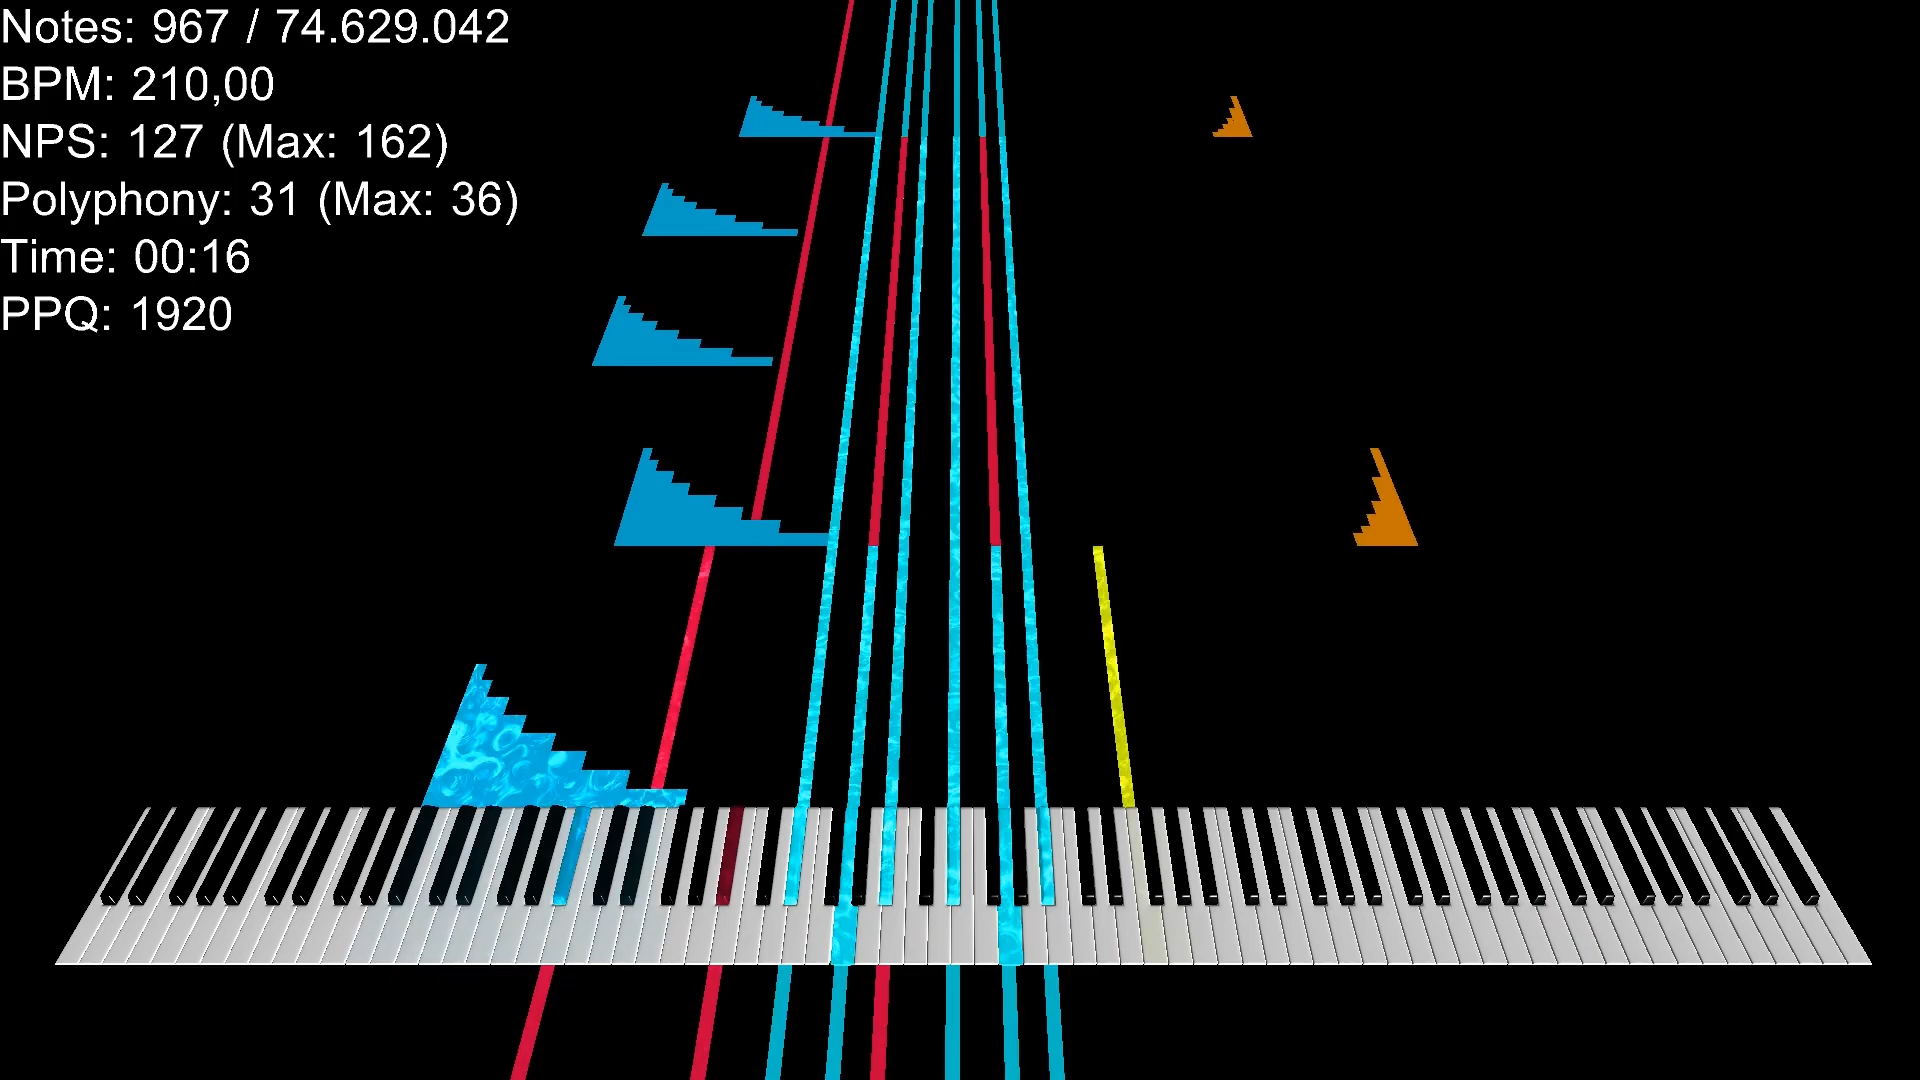 Notes: 967 / 74.629.042
BPM: 210,00
NPS: 127 (Max: 162)
Polyphony: 31 (Max: 36)
Time: 00:16
PPQ: 1920